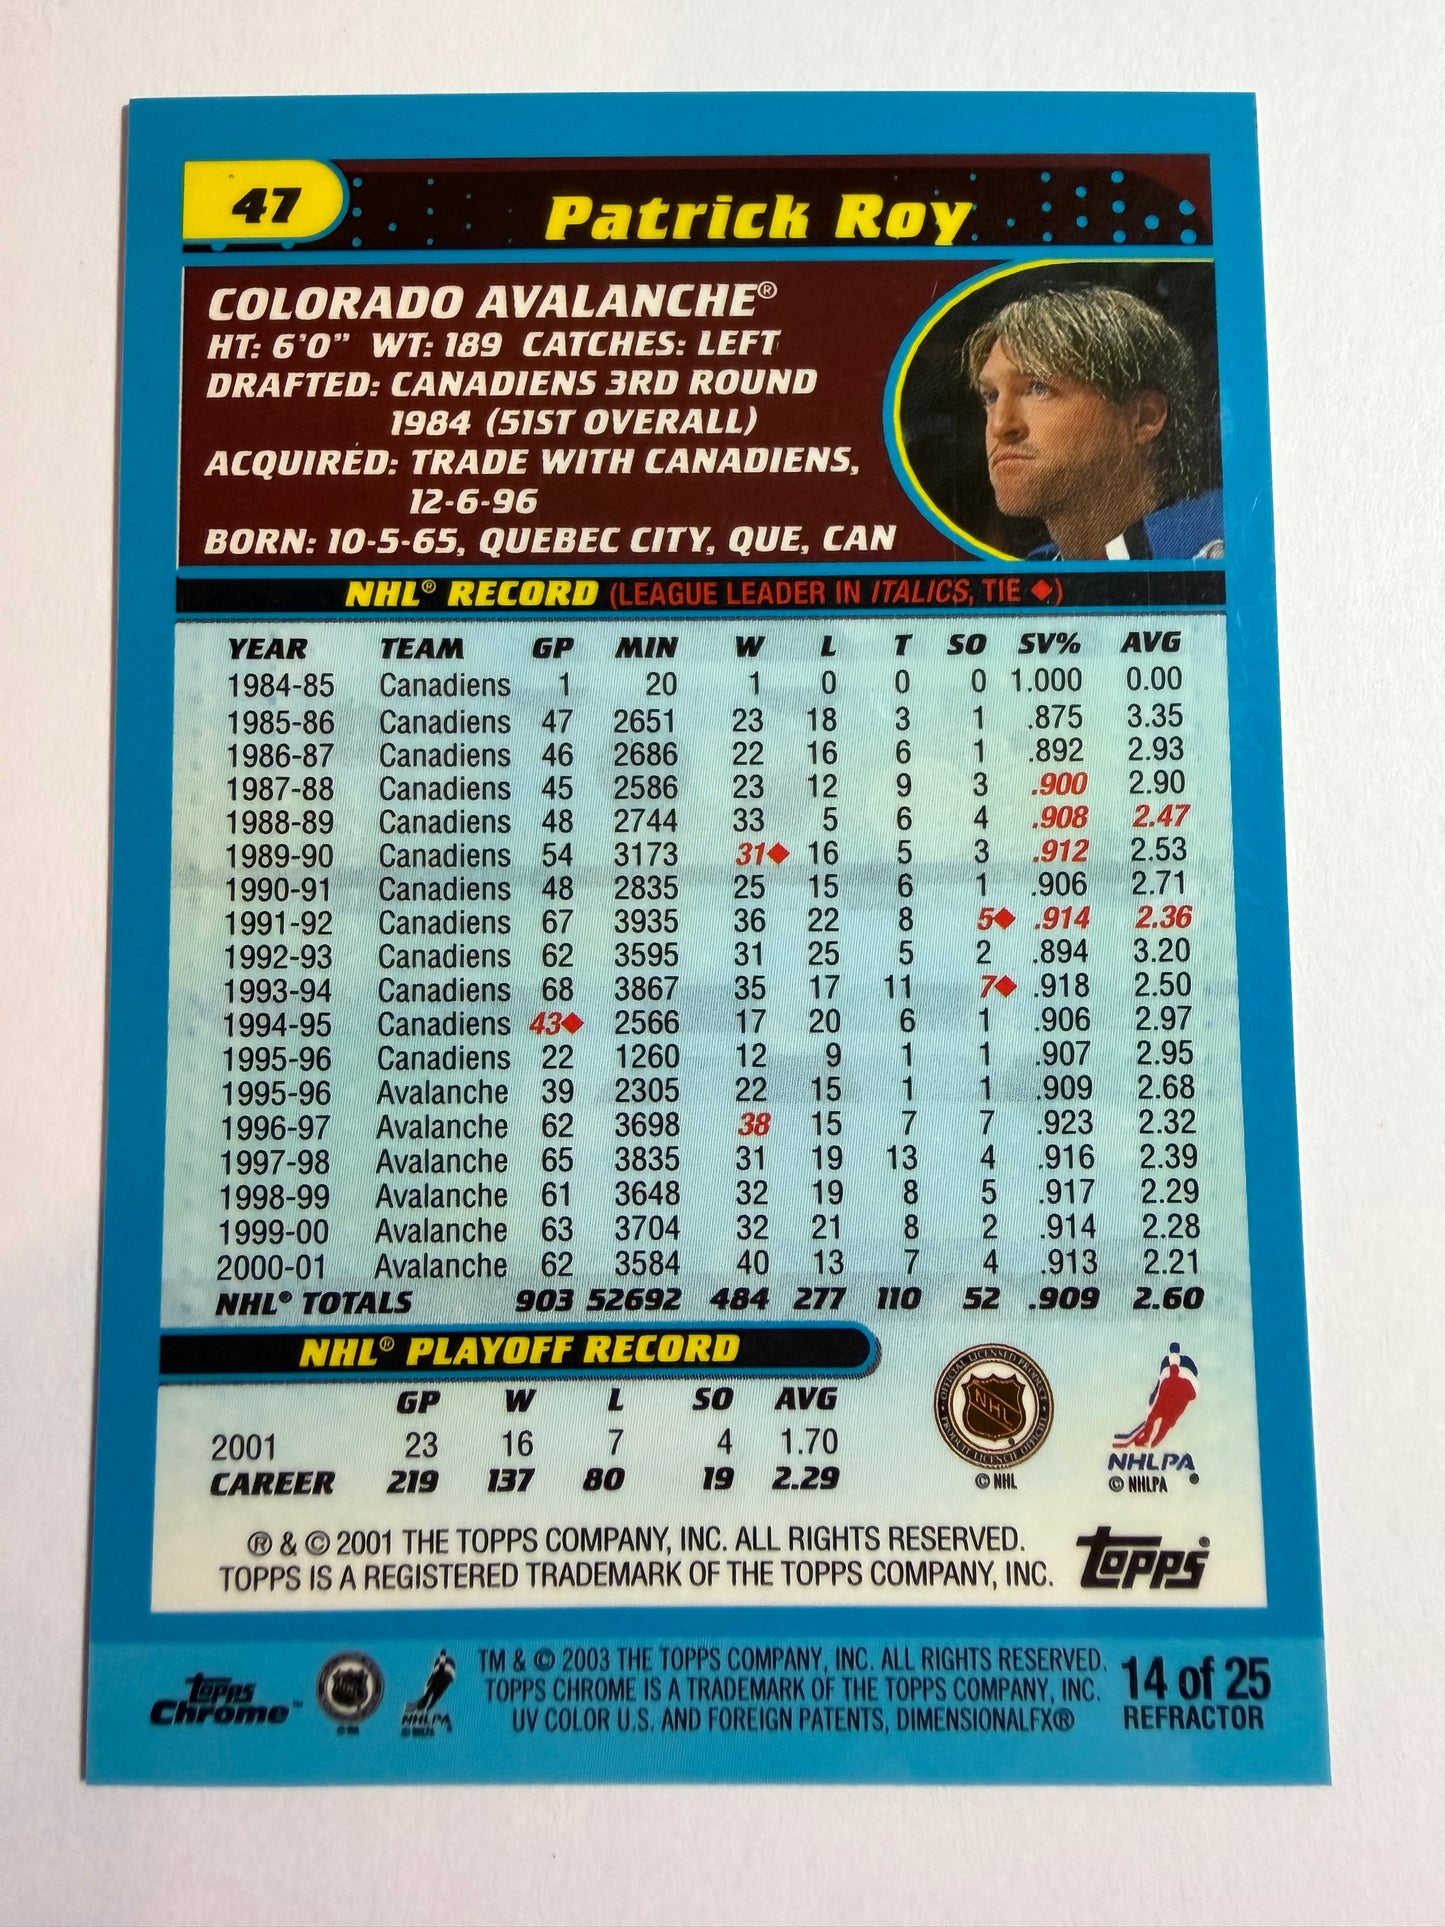 47
Patrick Roy
COLORADO AVALANCHE®
HT: 6'0" WT: 189 CATCHES: LEFT
DRAFTED: CANADIENS 3RD ROUND
1984 (51ST OVERALL)
ACQUIRED: TRADE WITH CANADIENS,
12-6-96
BORN: 10-5-65, QUEBEC CITY, QUE, CAN
NHL® RECORD (LEAGUE LEADER IN ITALICS, TIE ◆)
YEAR TEAM GP MIN W L T SO SV% AVG
1984-85 Canadiens 1 20 1 0 0 0 1.000 0.00
1985-86 Canadiens 47 2651 23 18 3 1 .875 3.35
1986-87 Canadiens 46 2686 22 16 6 1 .892 2.93
1987-88 Canadiens 45 2586 23 12 9 3 .900 2.90
1988-89 Canadiens 48 2744 33 5 6 4 .908 2.47
1989-90 Canadiens 54 3173 31◆ 16 5 3 .912 2.53
1990-91 Canadiens 48 2835 25 15 6 1 .906 2.71
1991-92 Canadiens 67 3935 36 22 8 5◆ .914 2.36
1992-93 Canadiens 62 3595 31 25 5 2 .894 3.20
1993-94 Canadiens 68 3867 35 17 11 7◆ .918 2.50
1994-95 Canadiens 43◆ 2566 17 20 6 1 .906 2.97
1995-96 Canadiens 22 1260 12 9 1 1 .907 2.95
1995-96 Avalanche 39 2305 22 15 1 1 .909 2.68
1996-97 Avalanche 62 3698 38 15 7 7 .923 2.32
1997-98 Avalanche 65 3835 31 19 13 4 .916 2.39
1998-99 Avalanche 61 3648 32 19 8 5 .917 2.29
1999-00 Avalanche 63 3704 32 21 8 2 .914 2.28
2000-01 Avalanche 62 3584 40 13 7 4 .913 2.21
NHL® TOTALS 903 52692 484 277 110 52 .909 2.60
NHL® PLAYOFF RECORD
GP W L SO AVG
2001 23 16 7 4 1.70
CAREER 219 137 80 19 2.29
OFFICIAL LICENSED PRODUCT
NHL
© NHL
NHLPA
© NHLPA
® & © 2001 THE TOPPS COMPANY, INC. ALL RIGHTS RESERVED.
TOPPS IS A REGISTERED TRADEMARK OF THE TOPPS COMPANY, INC.
Topps®
Topps
Chrome™
NHLPA
TM & © 2003 THE TOPPS COMPANY, INC. ALL RIGHTS RESERVED.
TOPPS CHROME IS A TRADEMARK OF THE TOPPS COMPANY, INC.
UV COLOR U.S. AND FOREIGN PATENTS, DIMENSIONALFX®
14 of 25
REFRACTOR